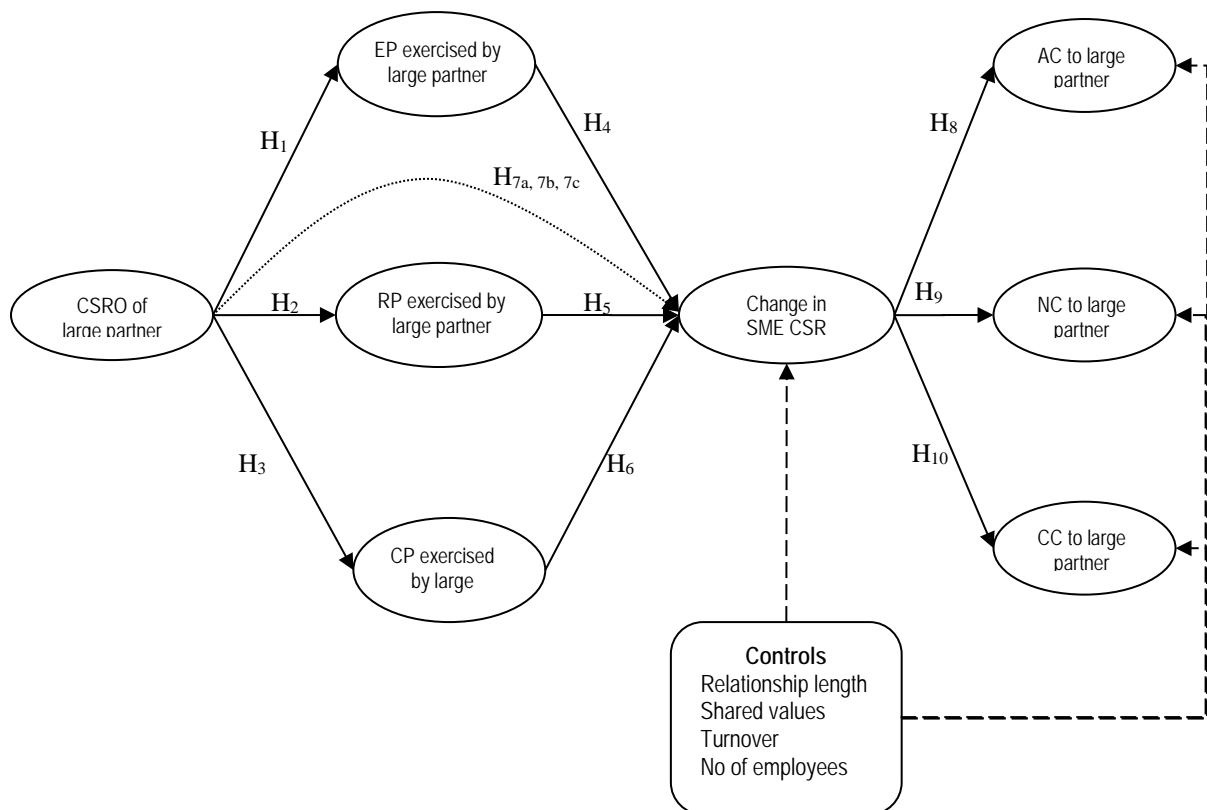 EP exercised by
large partner
AC to large
partner
H1
H4
H8
H7a, 7b, 7c
CSRO of
large partner
H2
RP exercised by
large partner
H5
Change in
SME CSR
H9
NC to large
partner
H3
H6
H10
CP exercised
by large
CC to large
partner
Controls
Relationship length
Shared values
Turnover
No of employees